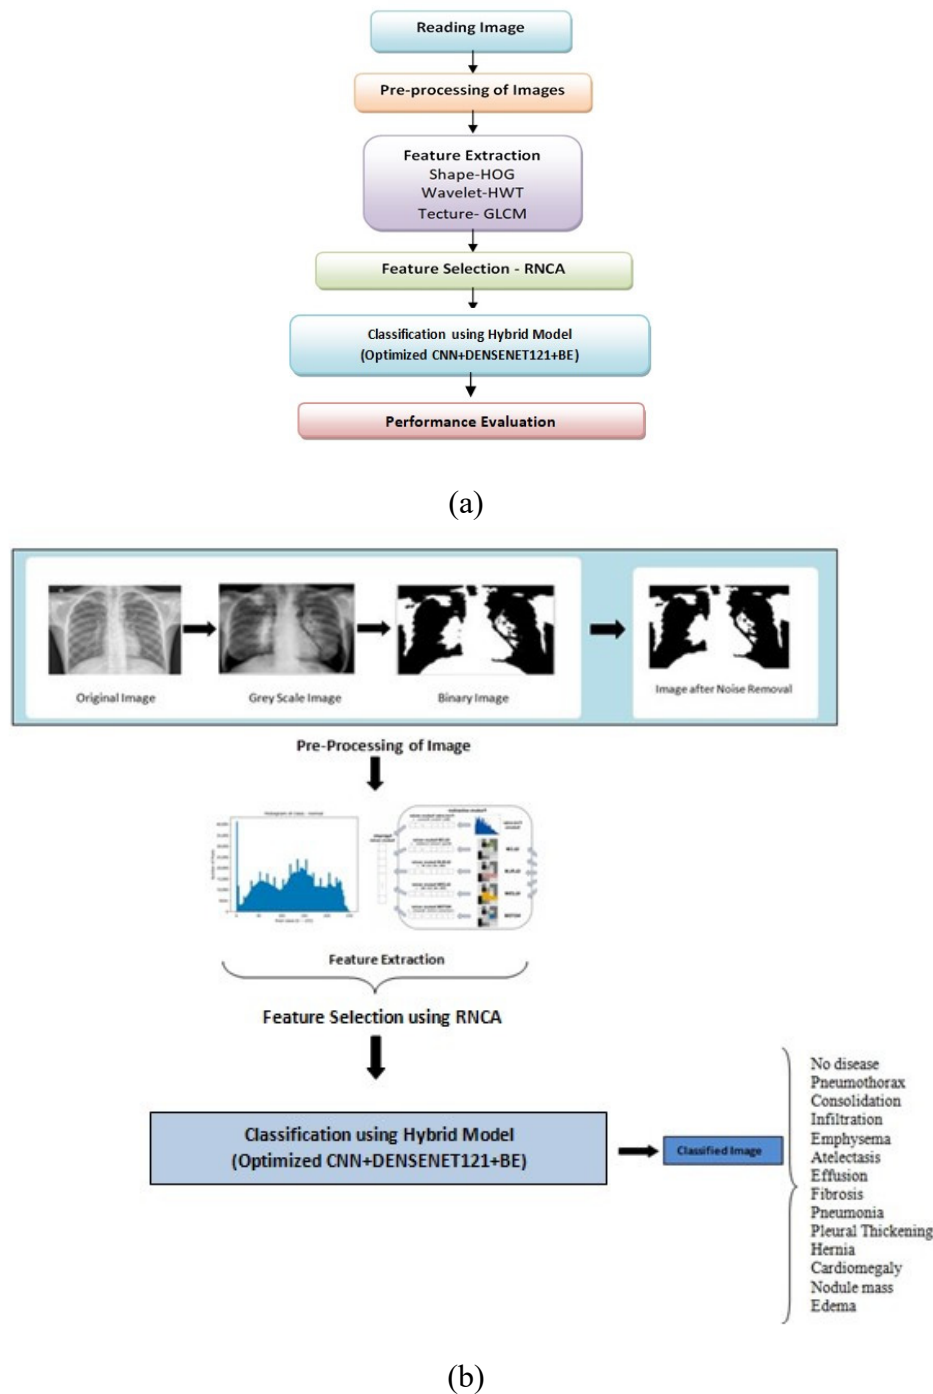 Reading Image
Pre-processing of Images
Feature Extraction
Shape-HOG
Wavelet-HWT
Tecture- GLCM
Feature Selection - RNCA
Classification using Hybrid Model
(Optimized CNN+DENSENET121+BE)
Performance Evaluation
(a)
Original Image
Grey Scale Image
Binary Image
Image after Noise Removal
Pre-Processing of Image
Feature Extraction
Feature Selection using RNCA
Classification using Hybrid Model
(Optimized CNN+DENSENET121+BE)
Classified Image
No disease
Pneumothorax
Consolidation
Infiltration
Emphysema
Atelectasis
Effusion
Fibrosis
Pneumonia
Pleural Thickening
Hernia
Cardiomegaly
Nodule mass
Edema
(b)